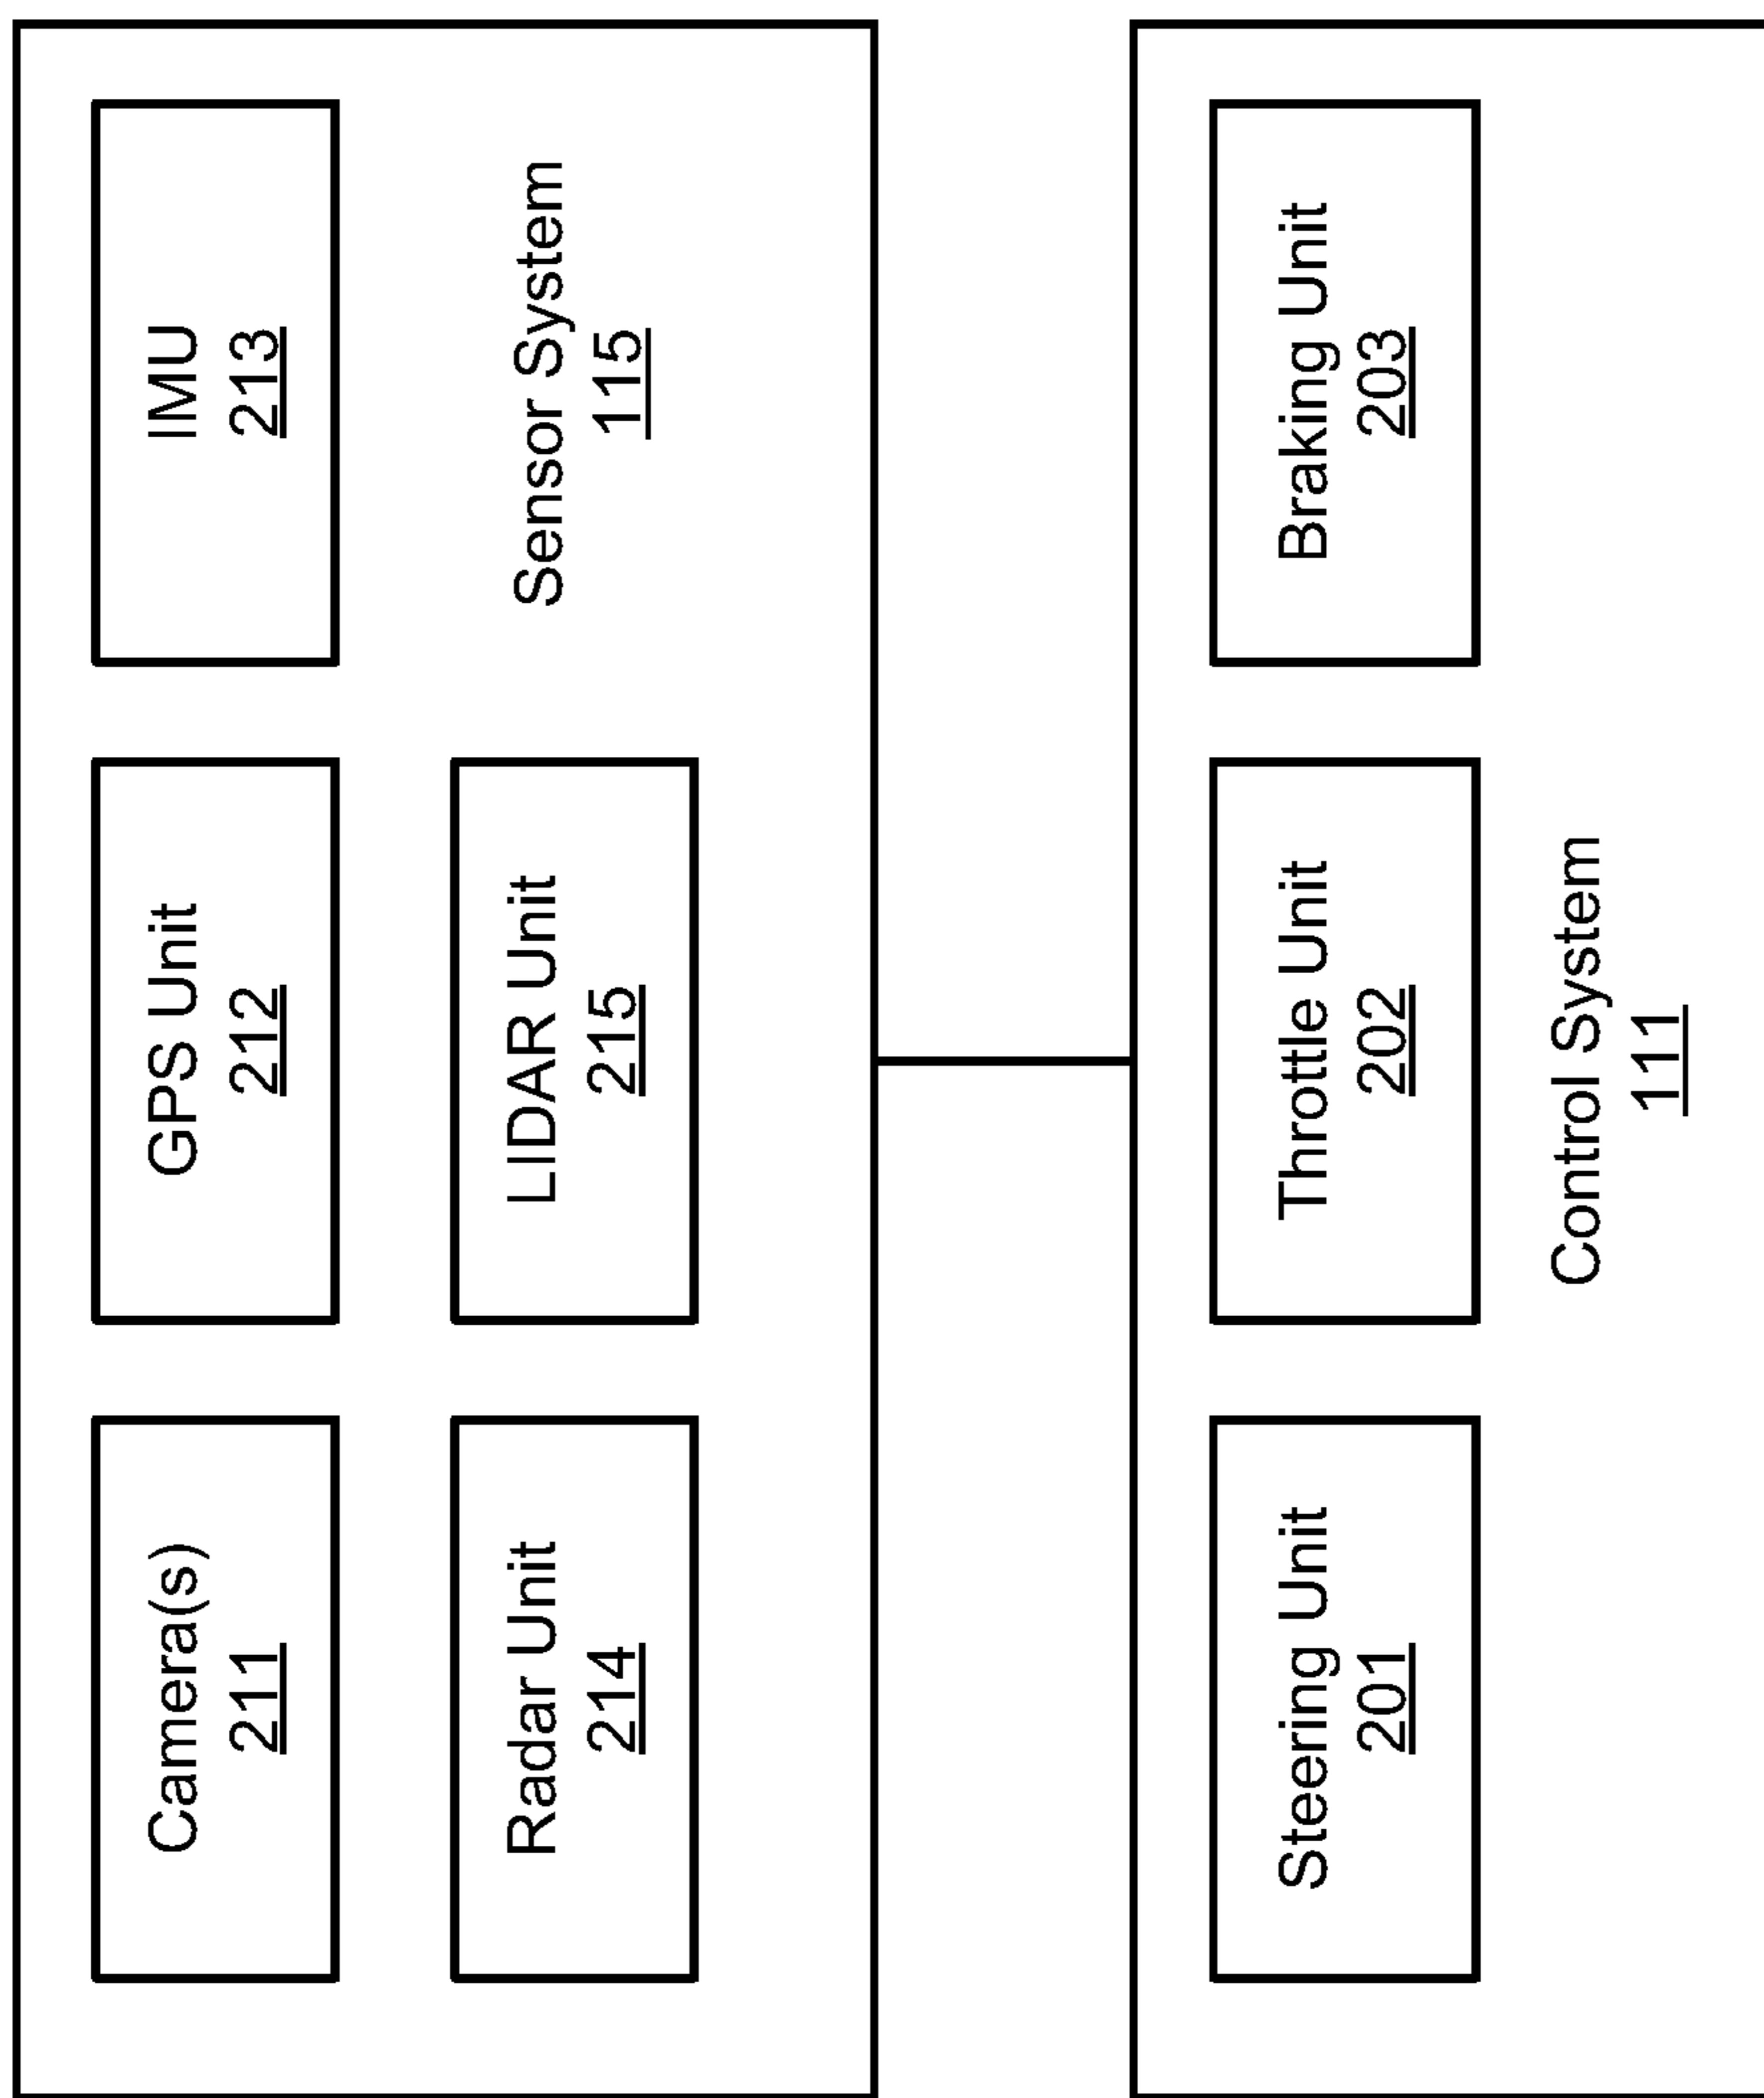 Camera(s)
211
GPS Unit
212
IMU
213
Radar Unit
214
LIDAR Unit
215
Sensor System
115
Steering Unit
201
Throttle Unit
202
Braking Unit
203
Control System
111